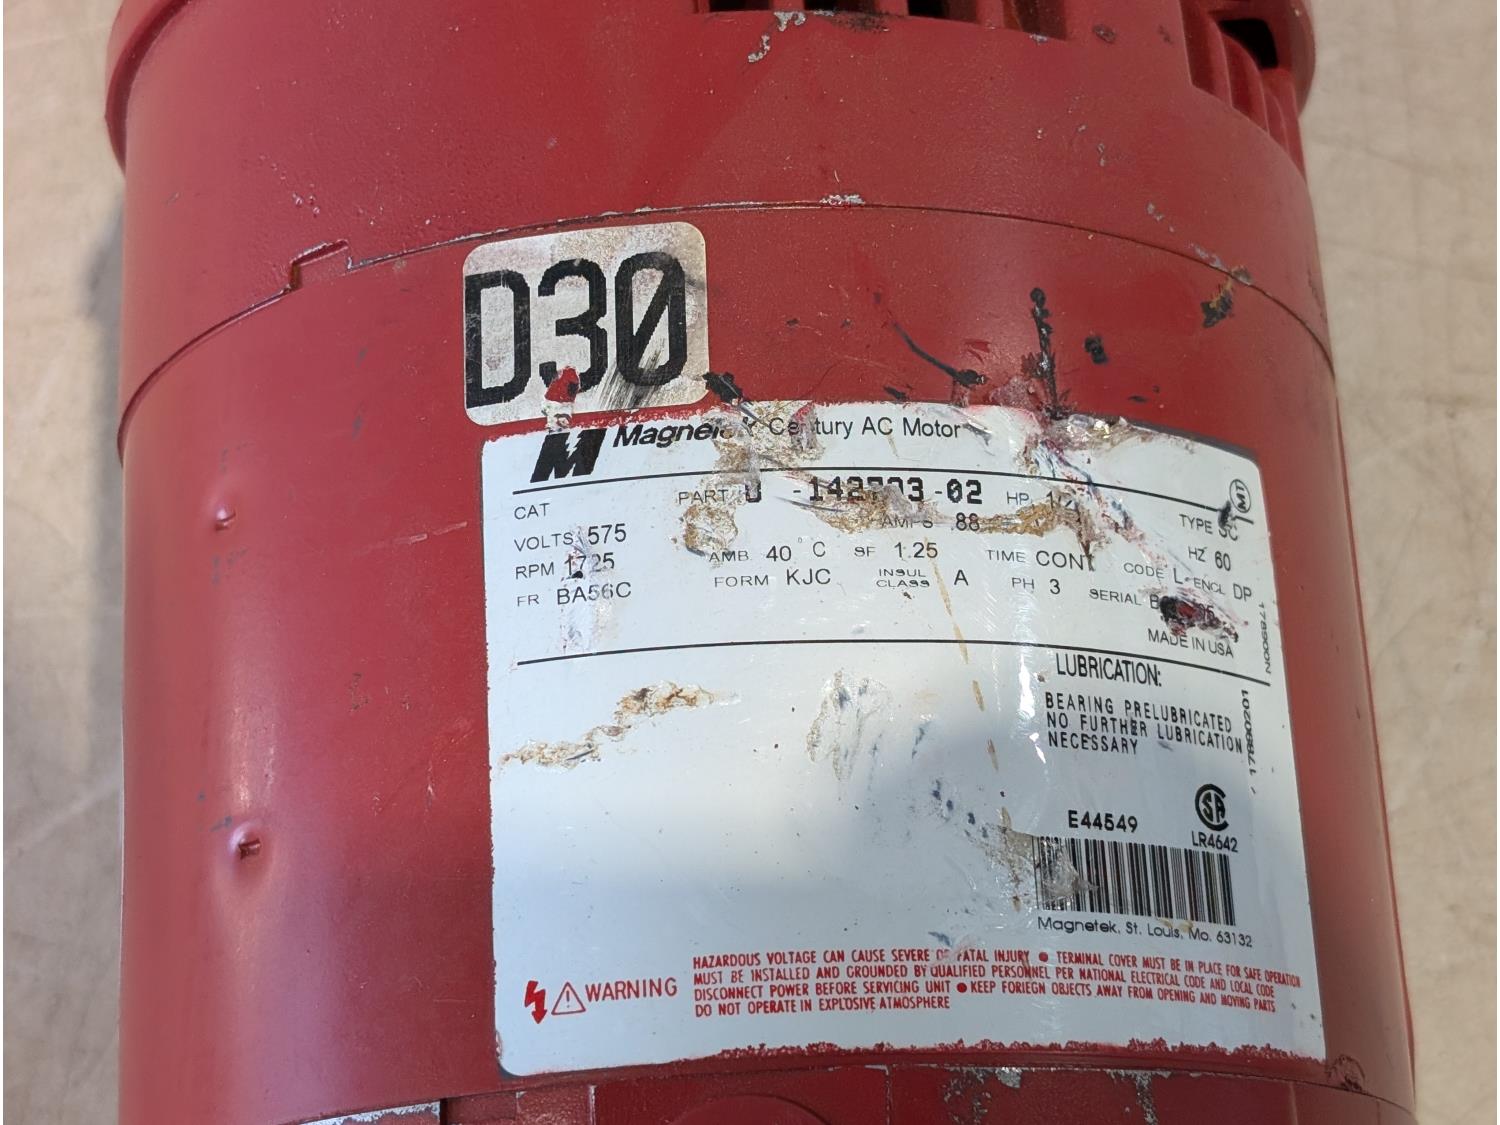 D30
Magnetek Century AC Motor
CAT PART HP
VOLTS 575 AMPS .88 TYPE SC
RPM 1725 AMB. 40°C SF 1.25 TIME CONT HZ 60
FR BA56C FORM KJC INSUL CLASS A PH 3 CODE L ENCL DP
SERIAL
MADE IN USA
178900N
LUBRICATION:
BEARING PRELUBRICATED
NO FURTHER LUBRICATION
NECESSARY
17890201
E44549
LR4642
Magnetek, St. Louis, Mo. 63132
WARNING
HAZARDOUS VOLTAGE CAN CAUSE SEVERE OR FATAL INJURY ● TERMINAL COVER MUST BE IN PLACE FOR SAFE OPERATION
MUST BE INSTALLED AND GROUNDED BY QUALIFIED PERSONNEL PER NATIONAL ELECTRICAL CODE AND LOCAL CODE
DISCONNECT POWER BEFORE SERVICING UNIT ● KEEP FORIEGN OBJECTS AWAY FROM OPENING AND MOVING PARTS
DO NOT OPERATE IN EXPLOSIVE ATMOSPHERE